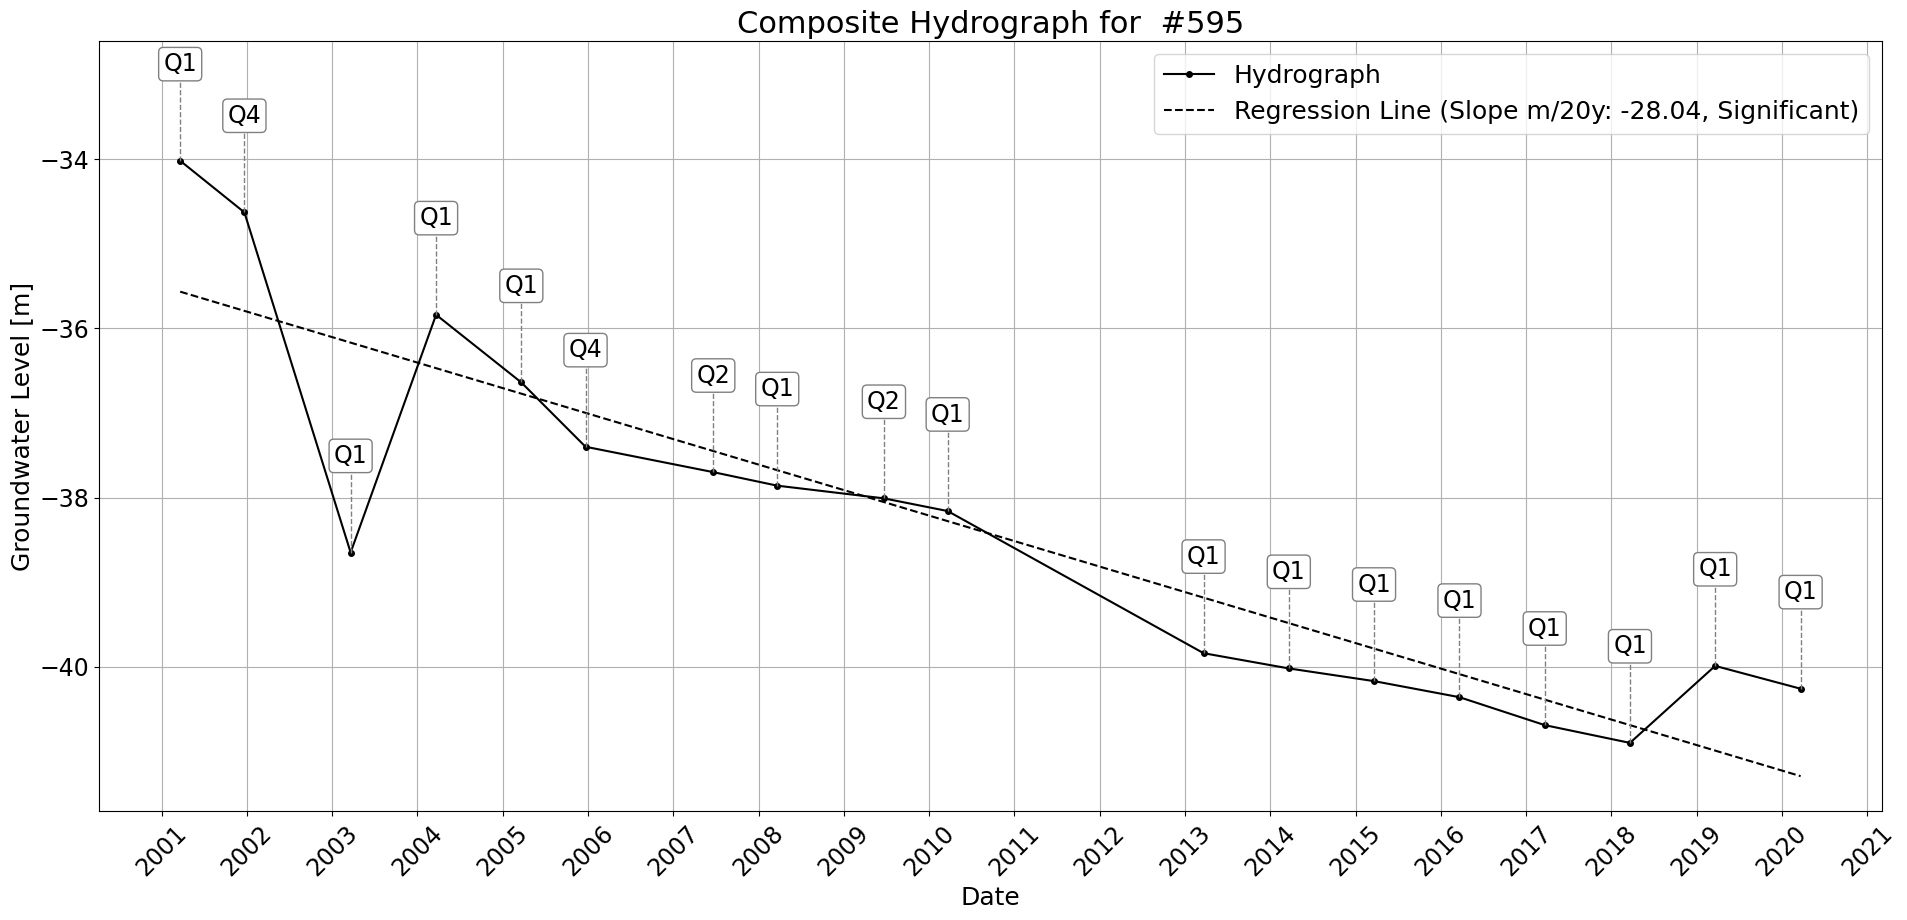 Composite Hydrograph for  #595
Hydrograph
Regression Line (Slope m/20y: -28.04, Significant)
Q1
Q4
Q1
Q1
Q1
Q4
Q2
Q1
Q2
Q1
Q1
Q1
Q1
Q1
Q1
Q1
Q1
Q1
Groundwater Level [m]
−34
−36
−38
−40
2001
2002
2003
2004
2005
2006
2007
2008
2009
2010
2011
2012
2013
2014
2015
2016
2017
2018
2019
2020
2021
Date